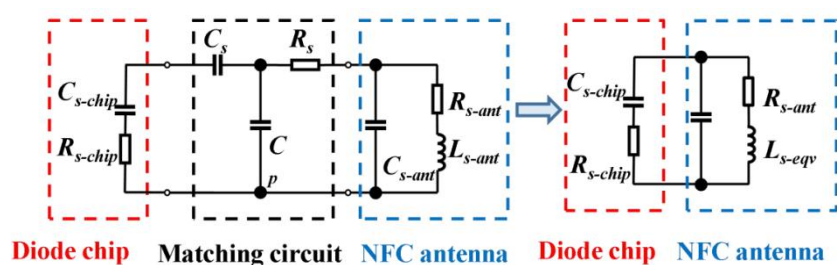 C_s
R_s
C_s-chip
R_s-chip
C
p
C_s-ant
R_s-ant
L_s-ant
Diode chip
Matching circuit
NFC antenna
C_s-chip
R_s-chip
R_s-ant
L_s-eqv
Diode chip
NFC antenna